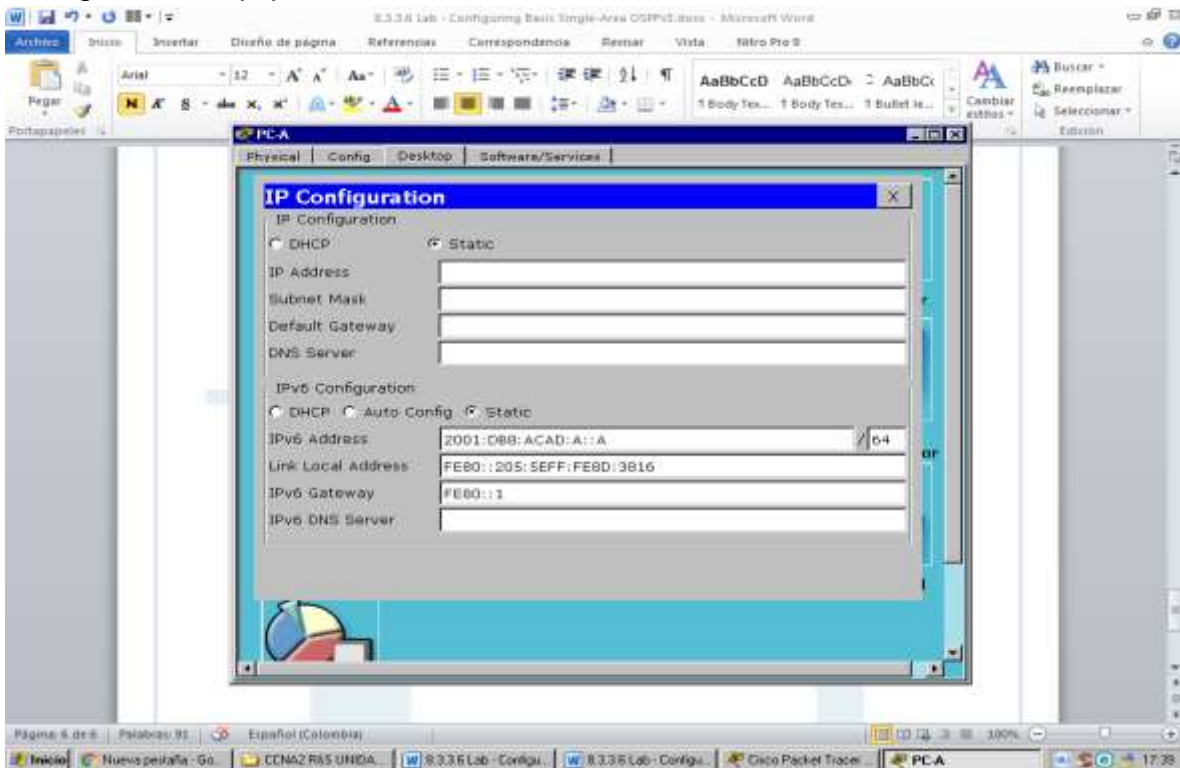 8.3.3.6 Lab - Configuring Basic Single-Area OSPFv3.docx - Microsoft Word
Archivo Inicio Insertar Diseño de página Referencias Correspondencia Revisar Vista Nitro Pro 9
Pegar
Portapapeles
Arial 12
N K S abc
AaBbCcD AaBbCcD AaBbCc
Body Tex... Body Tex...
Cambiar estilos
Buscar
Reemplazar
Seleccionar
Edición
PC-A
Physical Config Desktop Software/Services
IP Configuration X
IP Configuration
DHCP Static
IP Address
Subnet Mask
Default Gateway
DNS Server
IPv6 Configuration
DHCP Auto Config Static
IPv6 Address 2001:DB8:ACAD:A::A / 64
Link Local Address FE80::205:5EFF:FE8D:3816
IPv6 Gateway FE80::1
IPv6 DNS Server
Página: 6 de 6 Palabras: 92 Español (Colombia) 100%
Inicio Nueva pestaña - Go... CCNA2 R&S UNIDA... 8.3.3.6 Lab - Configu... 8.3.3.6 Lab - Configu... Cisco Packet Tracer ... PC-A 17:39